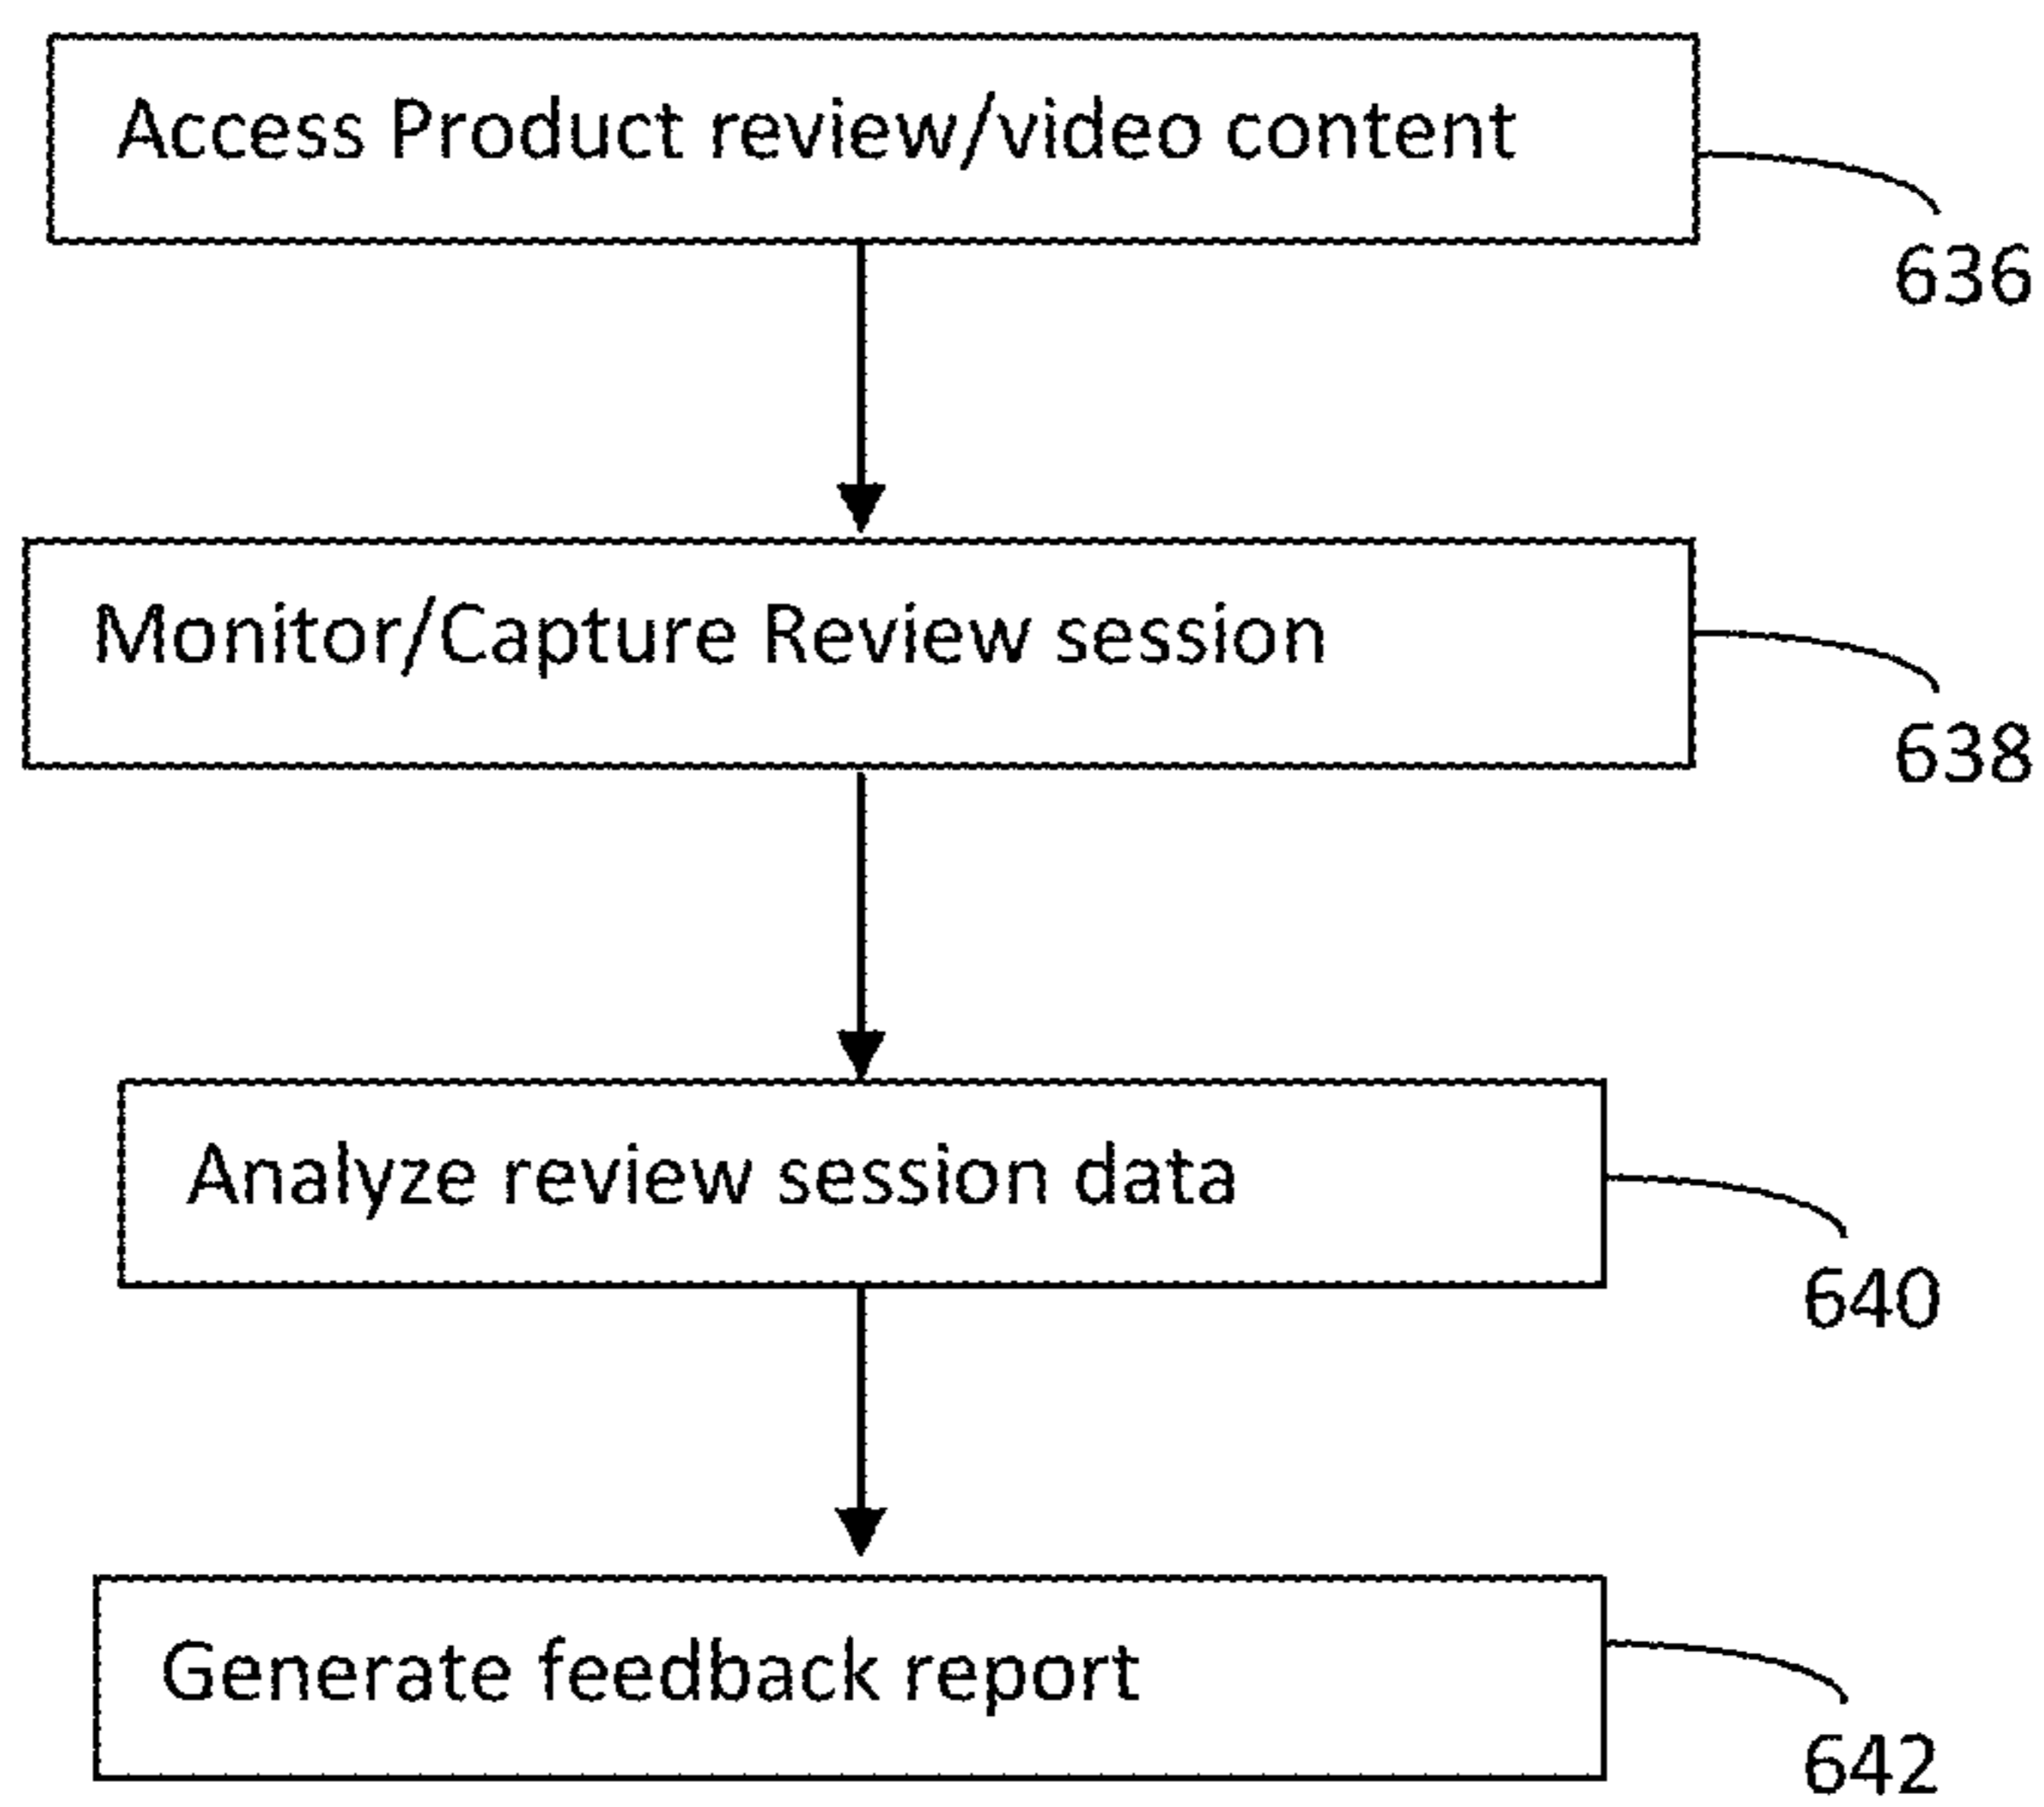 Access Product review/video content
636
Monitor/Capture Review session
638
Analyze review session data
640
Generate feedback report
642